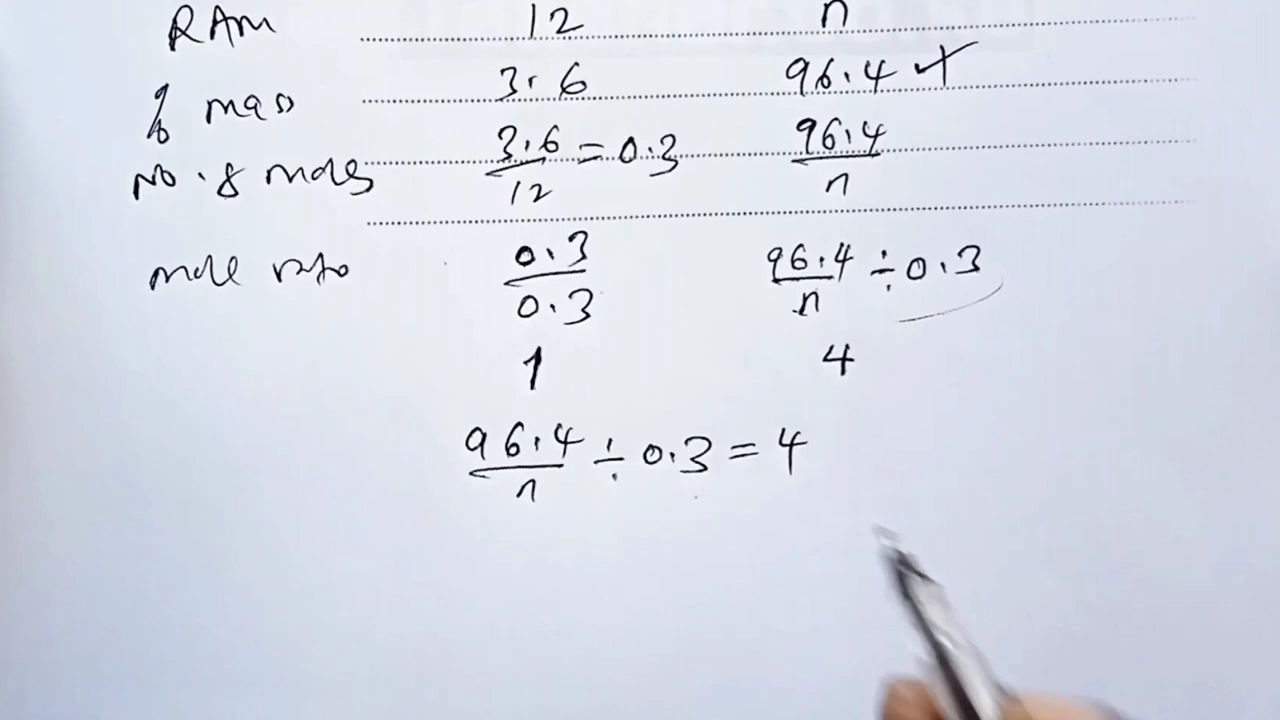 RAM 12 n
% mass 3.6 96.4 ✓
No. of moles 3.6/12 = 0.3 96.4/n
mole ratio 0.3/0.3 96.4/n ÷ 0.3
1 4
96.4/n ÷ 0.3 = 4